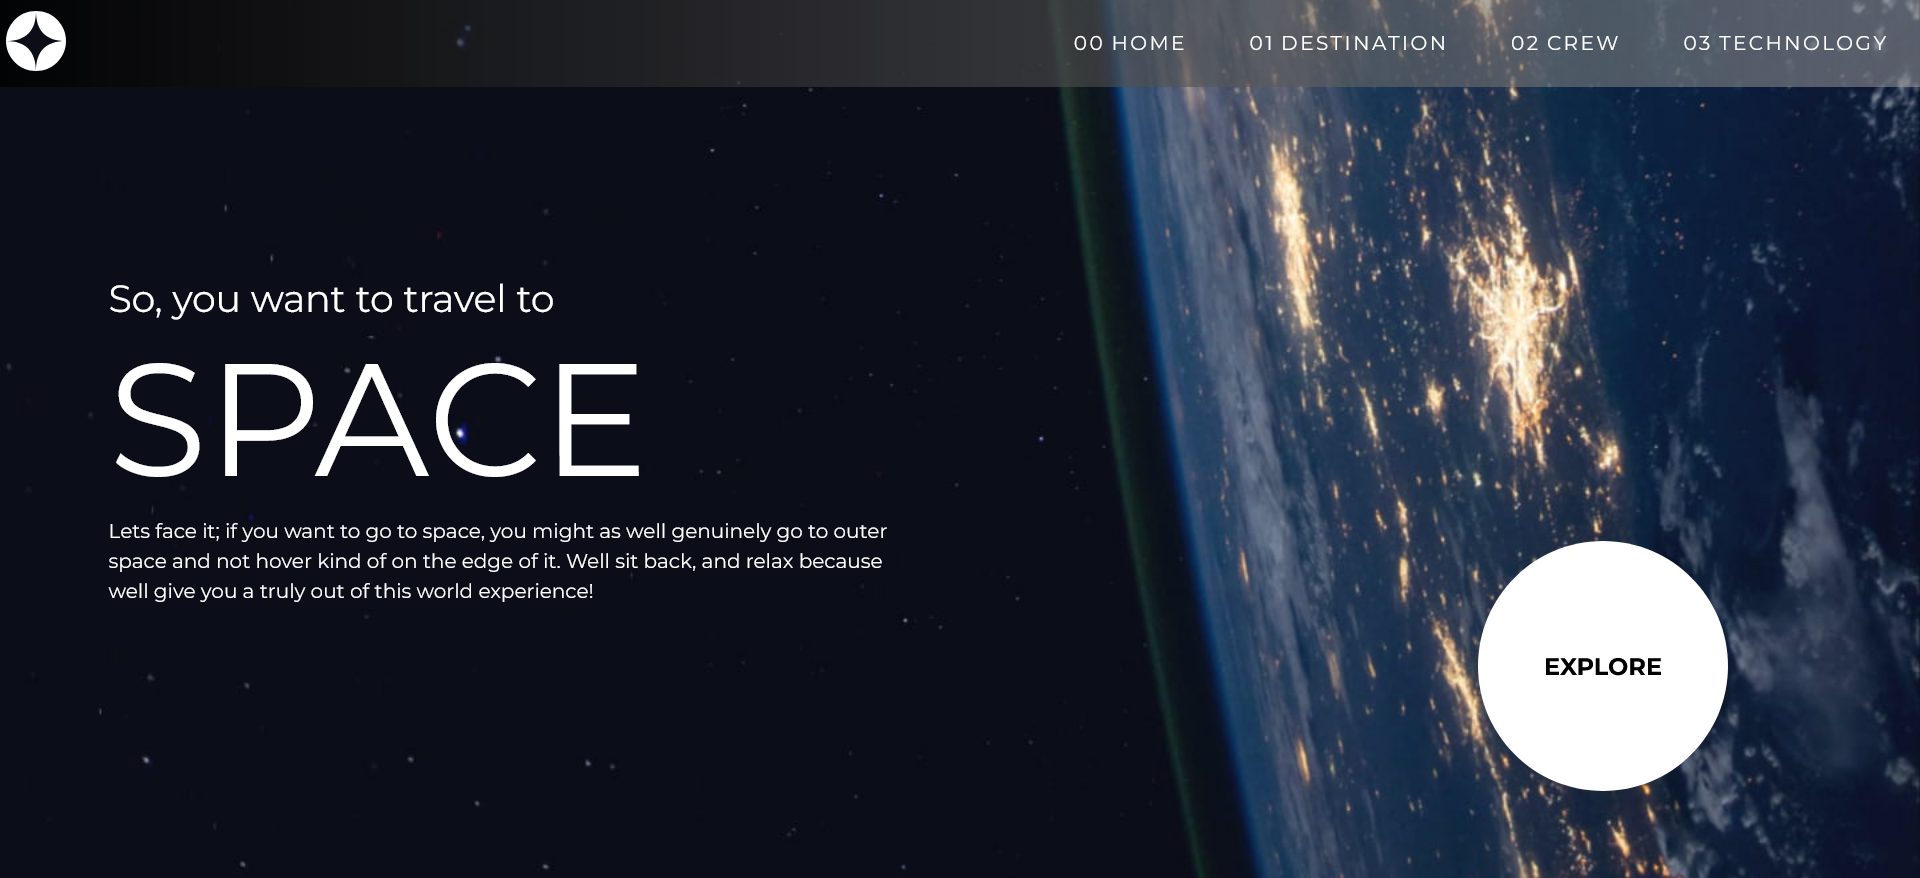 00 HOME 01 DESTINATION 02 CREW 03 TECHNOLOGY
So, you want to travel to
SPACE
Lets face it; if you want to go to space, you might as well genuinely go to outer
space and not hover kind of on the edge of it. Well sit back, and relax because
well give you a truly out of this world experience!
EXPLORE